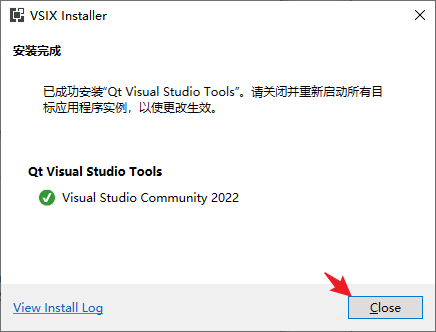 VSIX Installer
安装完成
已成功安装“Qt Visual Studio Tools”。请关闭并重新启动所有目
标应用程序实例，以使更改生效。
Qt Visual Studio Tools
Visual Studio Community 2022
View Install Log
Close